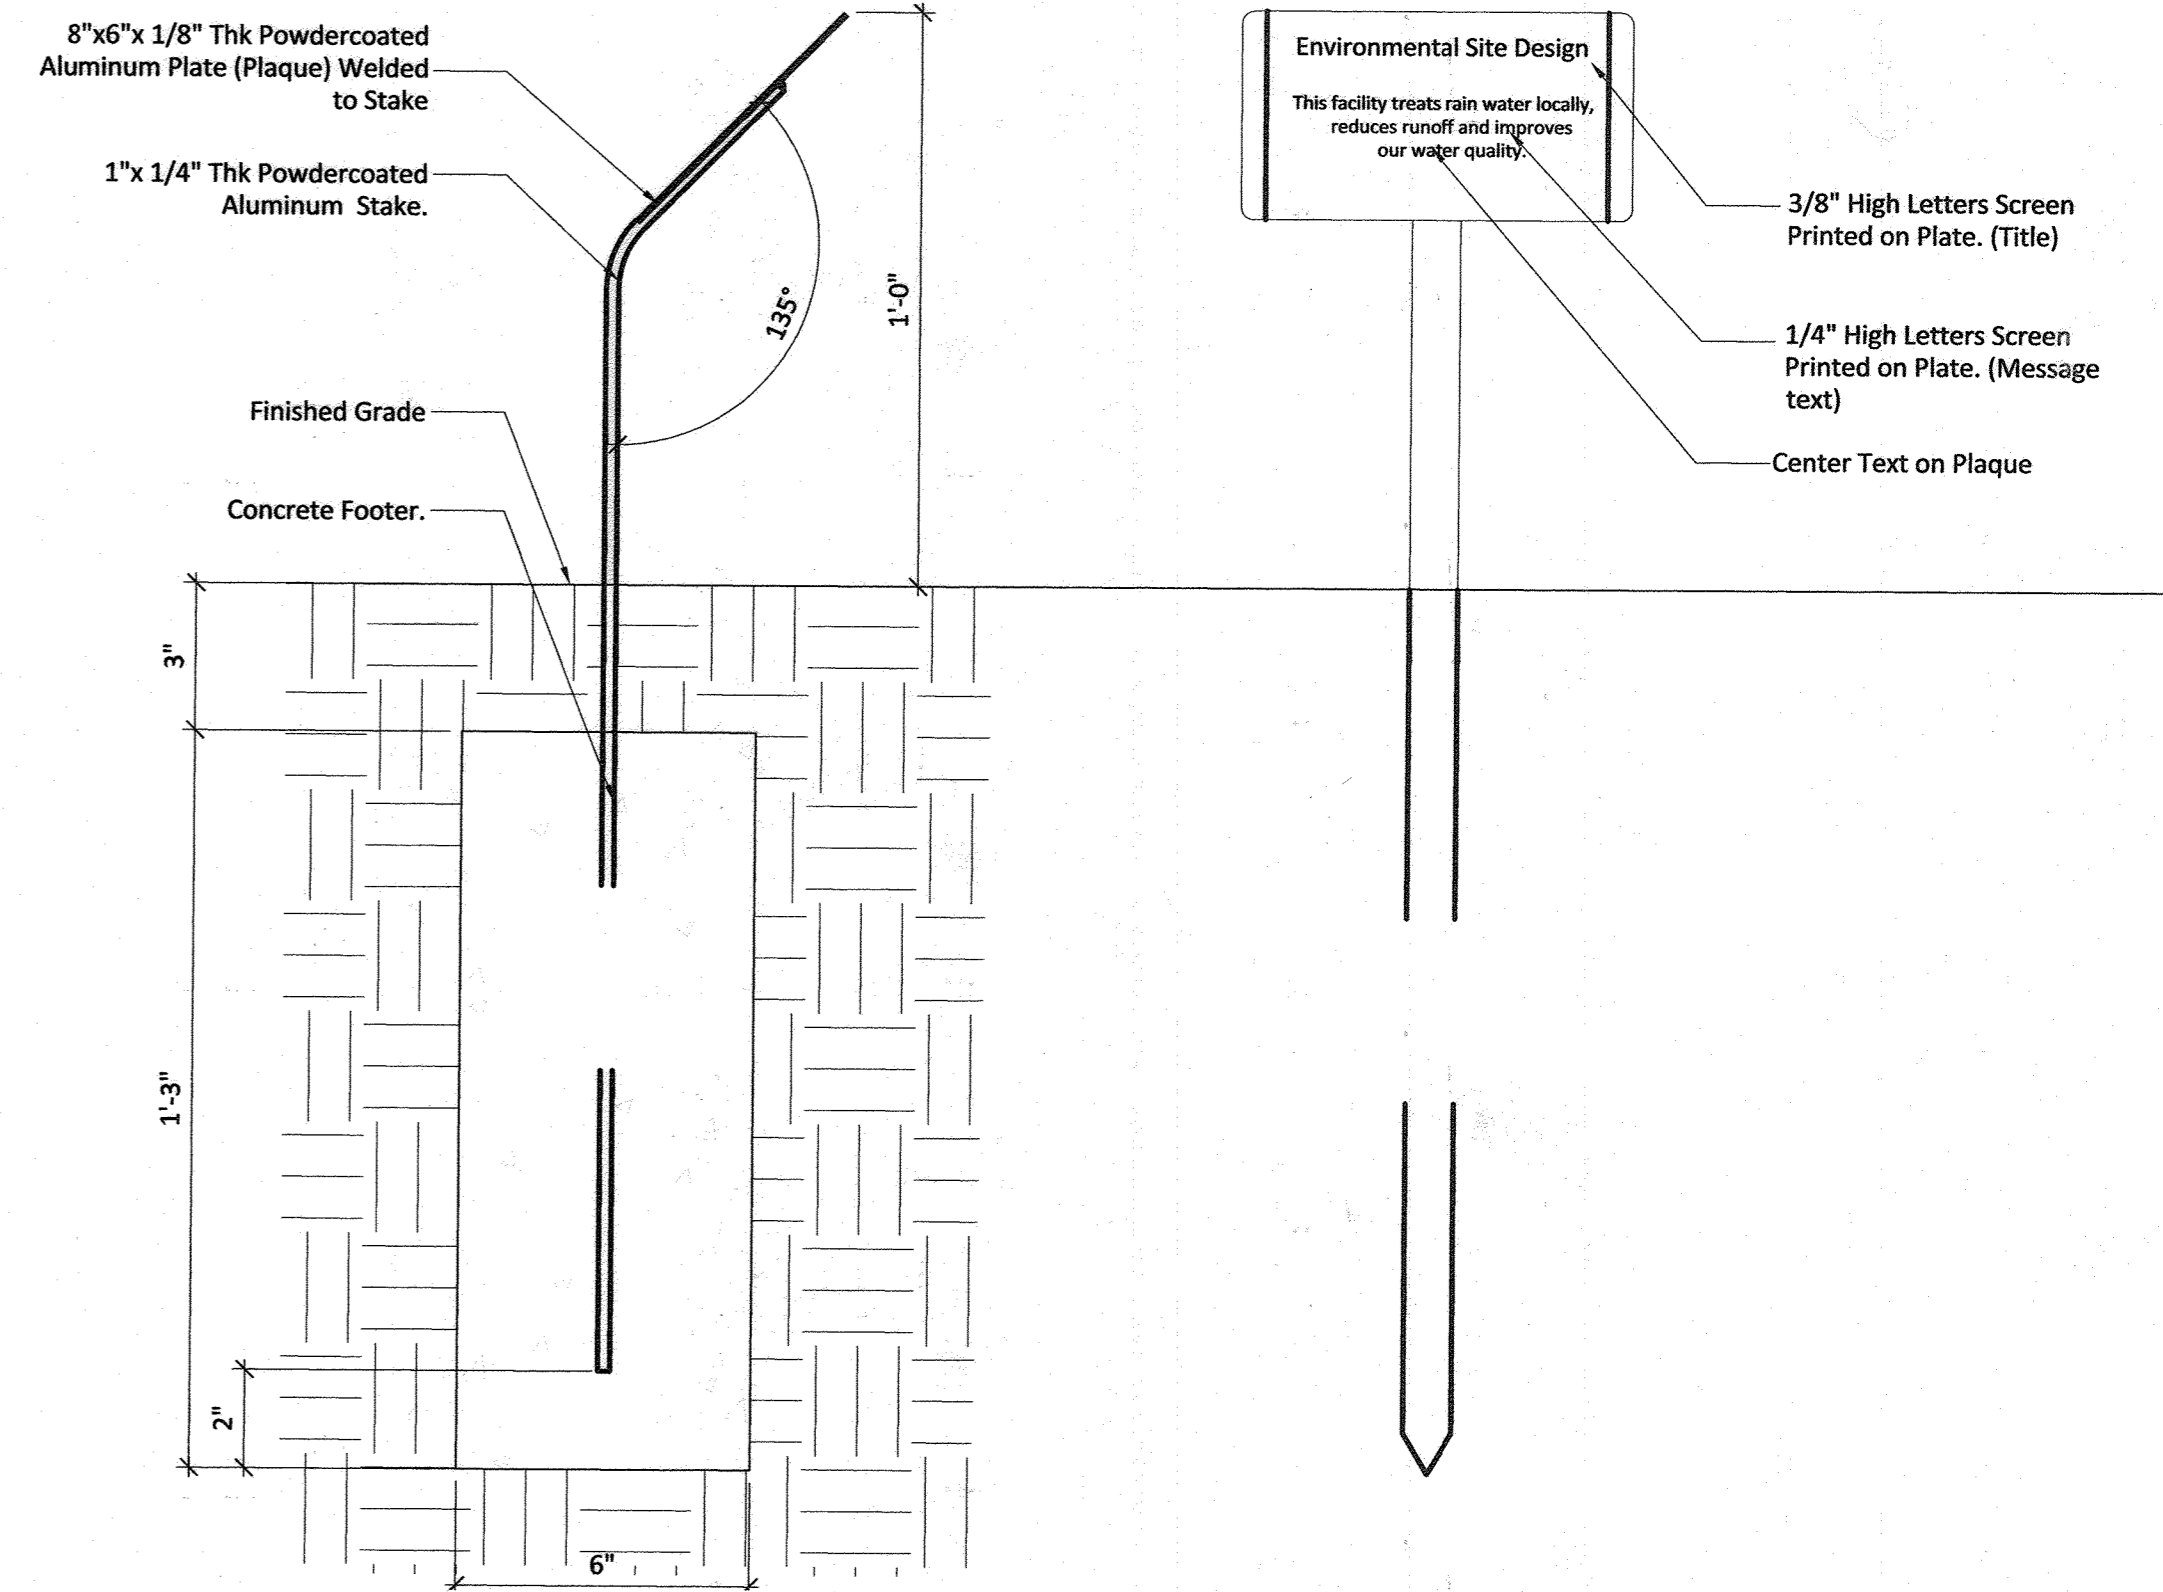 8"x6"x 1/8" Thk Powdercoated
Aluminum Plate (Plaque) Welded
to Stake
1"x 1/4" Thk Powdercoated
Aluminum Stake.
Finished Grade
Concrete Footer.
135°
1'-0"
3"
1'-3"
2"
6"
Environmental Site Design
This facility treats rain water locally,
reduces runoff and improves
our water quality.
3/8" High Letters Screen
Printed on Plate. (Title)
1/4" High Letters Screen
Printed on Plate. (Message
text)
Center Text on Plaque